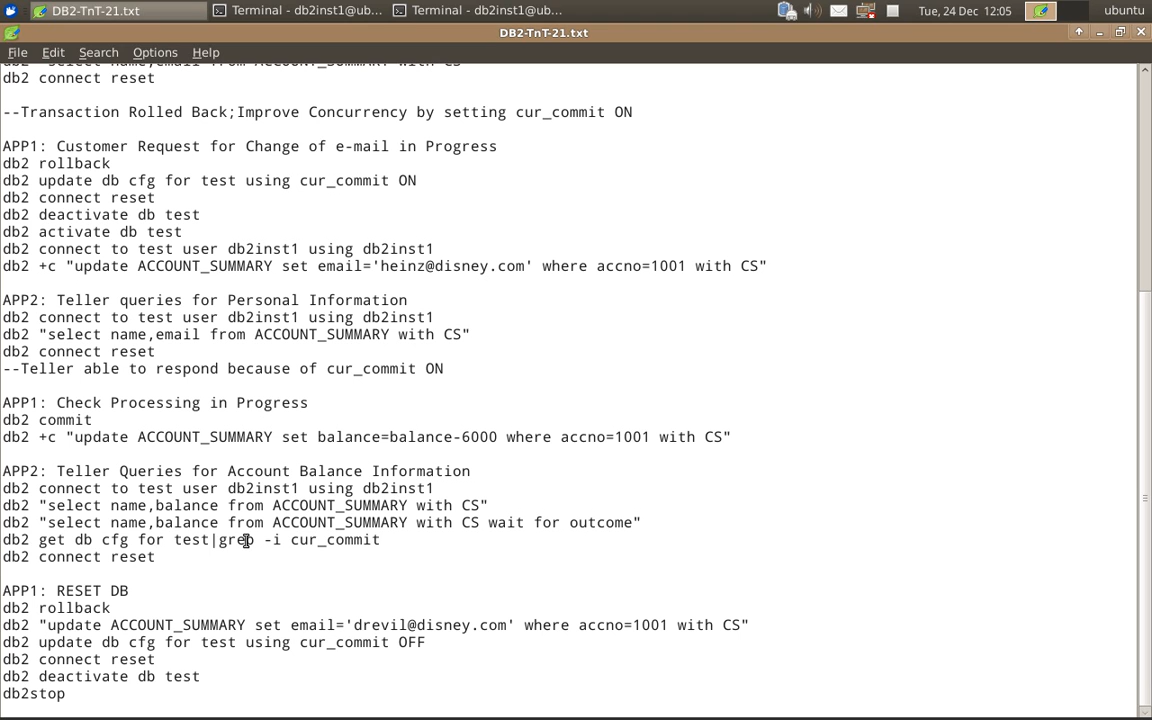 DB2-TnT-21.txt
Terminal - db2inst1@ub...
Terminal - db2inst1@ub...
Tue, 24 Dec 12:05
ubuntu
DB2-TnT-21.txt
File Edit Search Options Help
db2 "select name,email from ACCOUNT_SUMMARY with CS"
db2 connect reset
--Transaction Rolled Back;Improve Concurrency by setting cur_commit ON
APP1: Customer Request for Change of e-mail in Progress
db2 rollback
db2 update db cfg for test using cur_commit ON
db2 connect reset
db2 deactivate db test
db2 activate db test
db2 connect to test user db2inst1 using db2inst1
db2 +c "update ACCOUNT_SUMMARY set email='heinz@disney.com' where accno=1001 with CS"
APP2: Teller queries for Personal Information
db2 connect to test user db2inst1 using db2inst1
db2 "select name,email from ACCOUNT_SUMMARY with CS"
db2 connect reset
--Teller able to respond because of cur_commit ON
APP1: Check Processing in Progress
db2 commit
db2 +c "update ACCOUNT_SUMMARY set balance=balance-6000 where accno=1001 with CS"
APP2: Teller Queries for Account Balance Information
db2 connect to test user db2inst1 using db2inst1
db2 "select name,balance from ACCOUNT_SUMMARY with CS"
db2 "select name,balance from ACCOUNT_SUMMARY with CS wait for outcome"
db2 get db cfg for test|grep -i cur_commit
db2 connect reset
APP1: RESET DB
db2 rollback
db2 "update ACCOUNT_SUMMARY set email='drevil@disney.com' where accno=1001 with CS"
db2 update db cfg for test using cur_commit OFF
db2 connect reset
db2 deactivate db test
db2stop